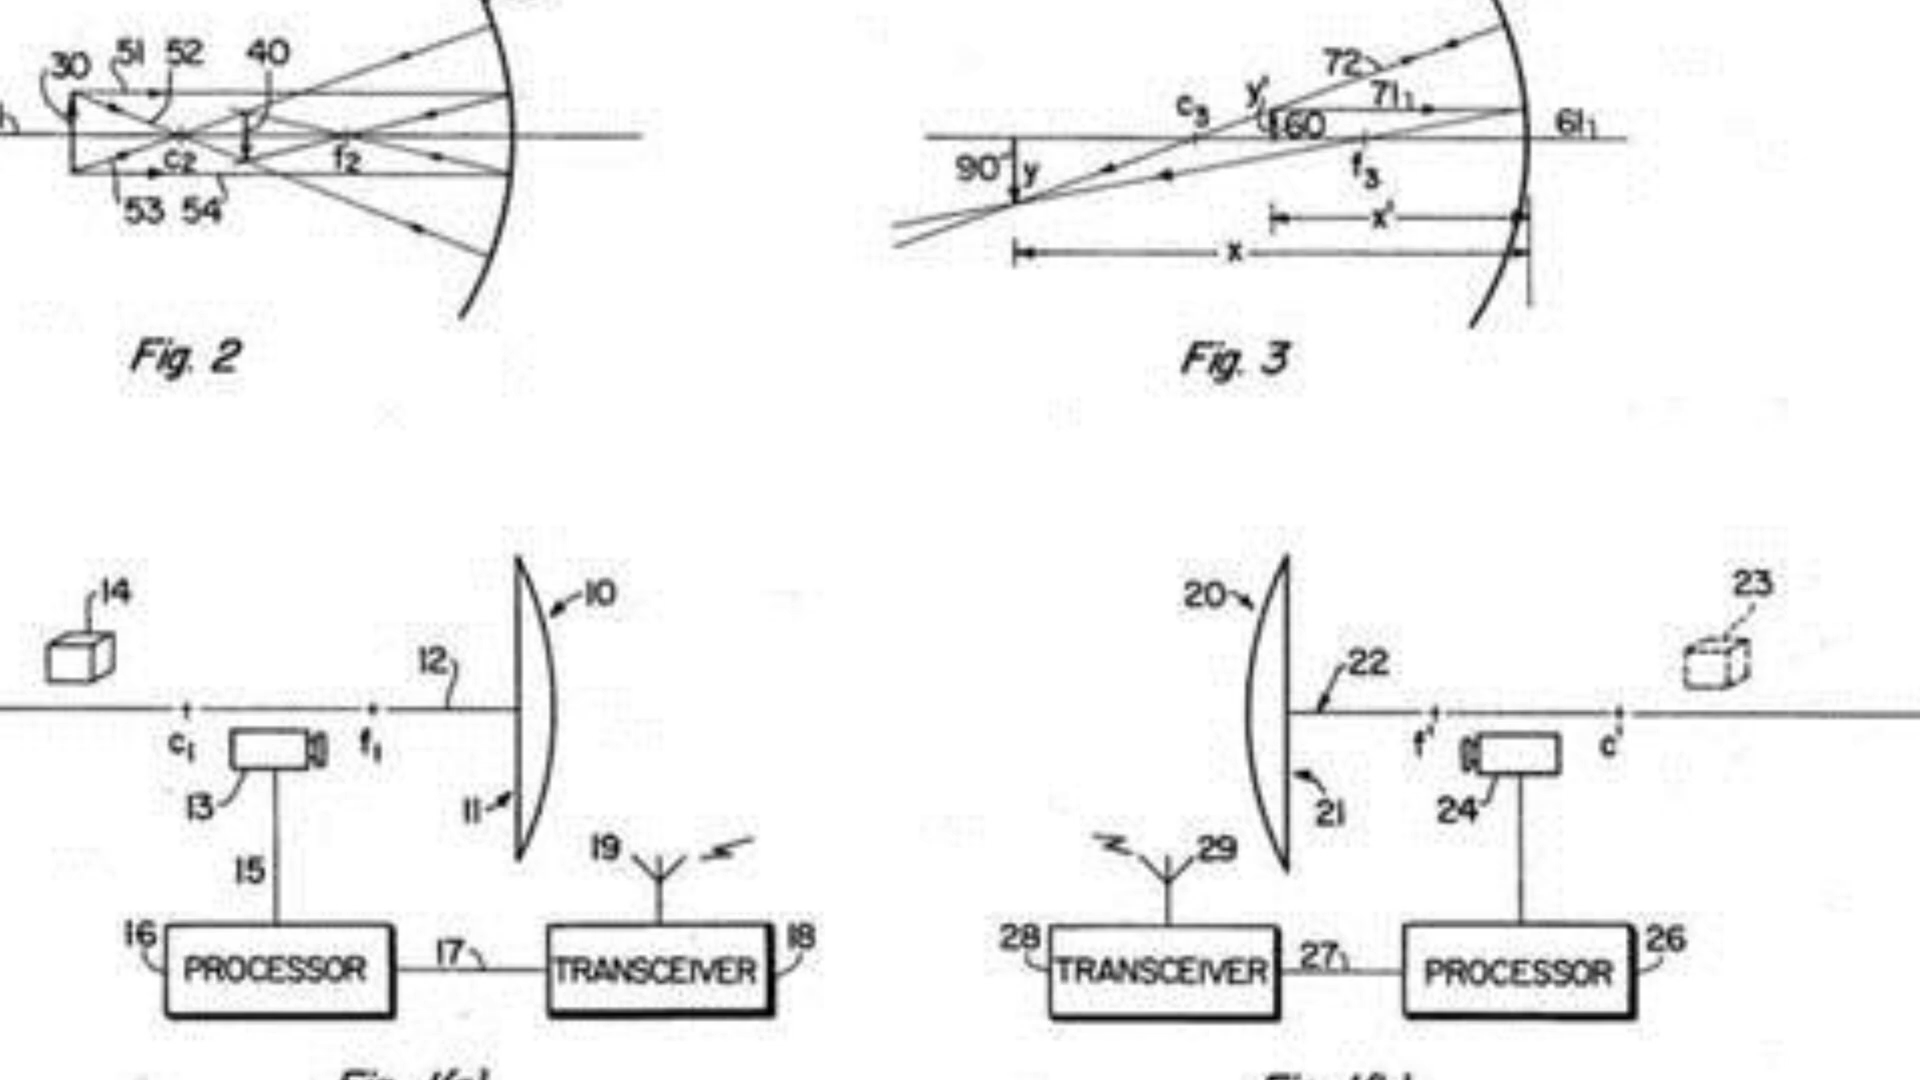 30 51 52 40
c2 f2
53 54
Fig. 2
72
c3 y' 71
60 61
90 y f3
x'
x
Fig. 3
14 10
12
c1 f1
13 11
19
15
16 PROCESSOR 17 TRANSCEIVER 18
20 22 23
f' c'
24 21
29
28 TRANSCEIVER 27 PROCESSOR 26